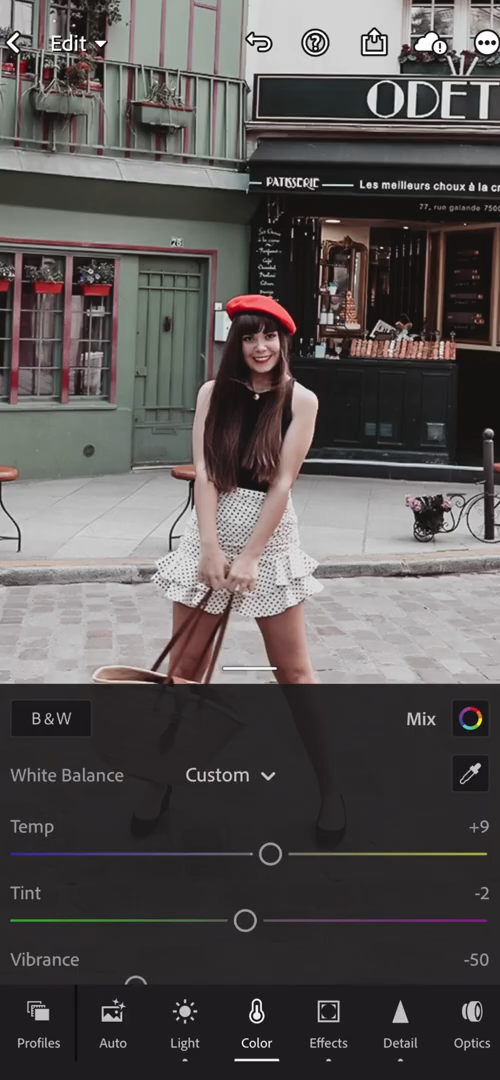 Edit
ODET
PATISSERIE
Les meilleurs choux à la cr
77, rue galande 7500
B&W
Mix
White Balance
Custom
Temp
+9
Tint
-2
Vibrance
-50
Profiles
Auto
Light
Color
Effects
Detail
Optics